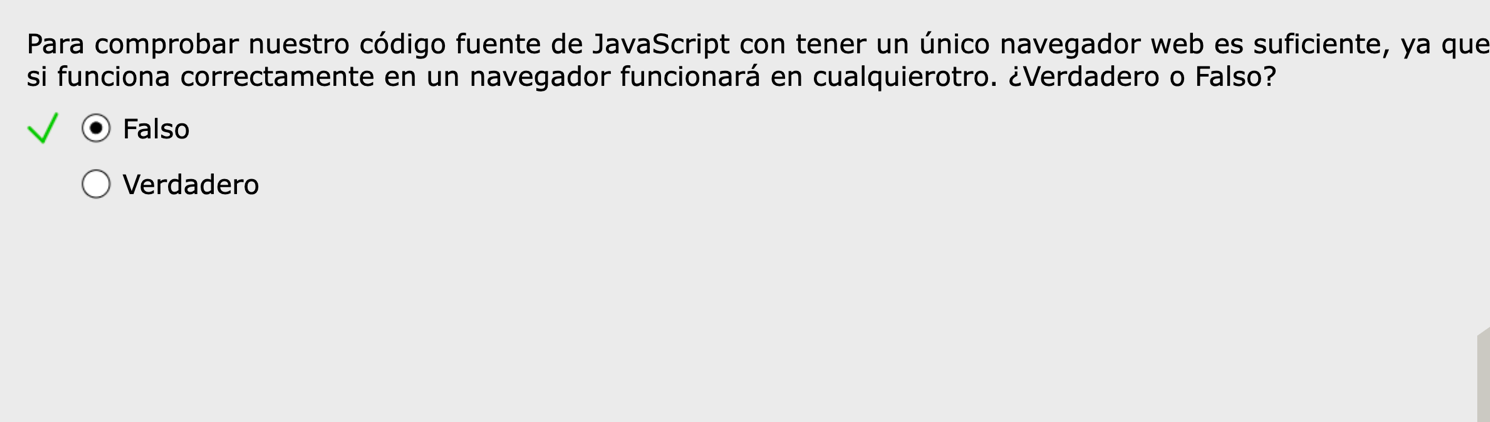 Para comprobar nuestro código fuente de JavaScript con tener un único navegador web es suficiente, ya que
si funciona correctamente en un navegador funcionará en cualquierotro. ¿Verdadero o Falso?
Falso
Verdadero